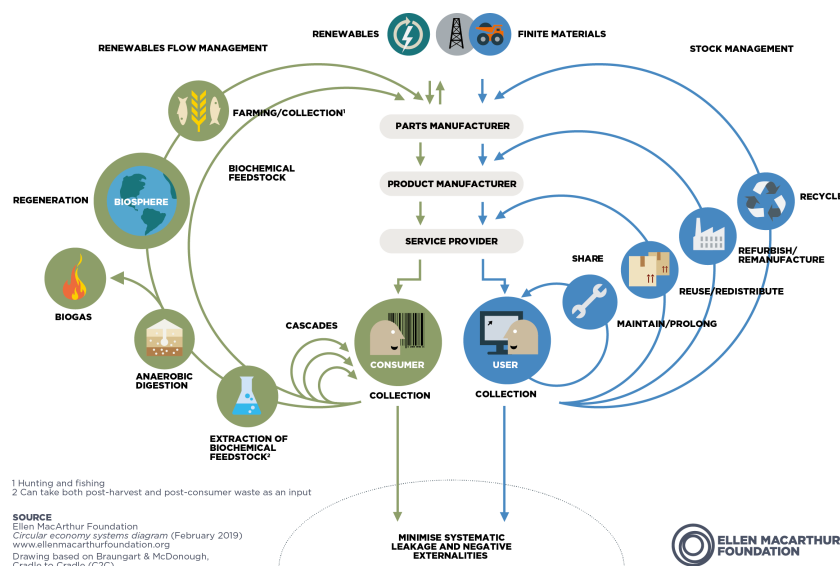 RENEWABLES
FINITE MATERIALS
RENEWABLES FLOW MANAGEMENT
STOCK MANAGEMENT
FARMING/COLLECTION¹
PARTS MANUFACTURER
BIOCHEMICAL
FEEDSTOCK
PRODUCT MANUFACTURER
REGENERATION
BIOSPHERE
RECYCLE
SERVICE PROVIDER
REFURBISH/
REMANUFACTURE
SHARE
REUSE/REDISTRIBUTE
BIOGAS
CASCADES
MAINTAIN/PROLONG
CONSUMER
USER
ANAEROBIC
DIGESTION
COLLECTION
COLLECTION
EXTRACTION OF
BIOCHEMICAL
FEEDSTOCK²
1 Hunting and fishing
2 Can take both post-harvest and post-consumer waste as an input
SOURCE
Ellen MacArthur Foundation
Circular economy systems diagram (February 2019)
www.ellenmacarthurfoundation.org
Drawing based on Braungart & McDonough,
Cradle to Cradle (C2C)
MINIMISE SYSTEMATIC
LEAKAGE AND NEGATIVE
EXTERNALITIES
ELLEN MACARTHUR
FOUNDATION